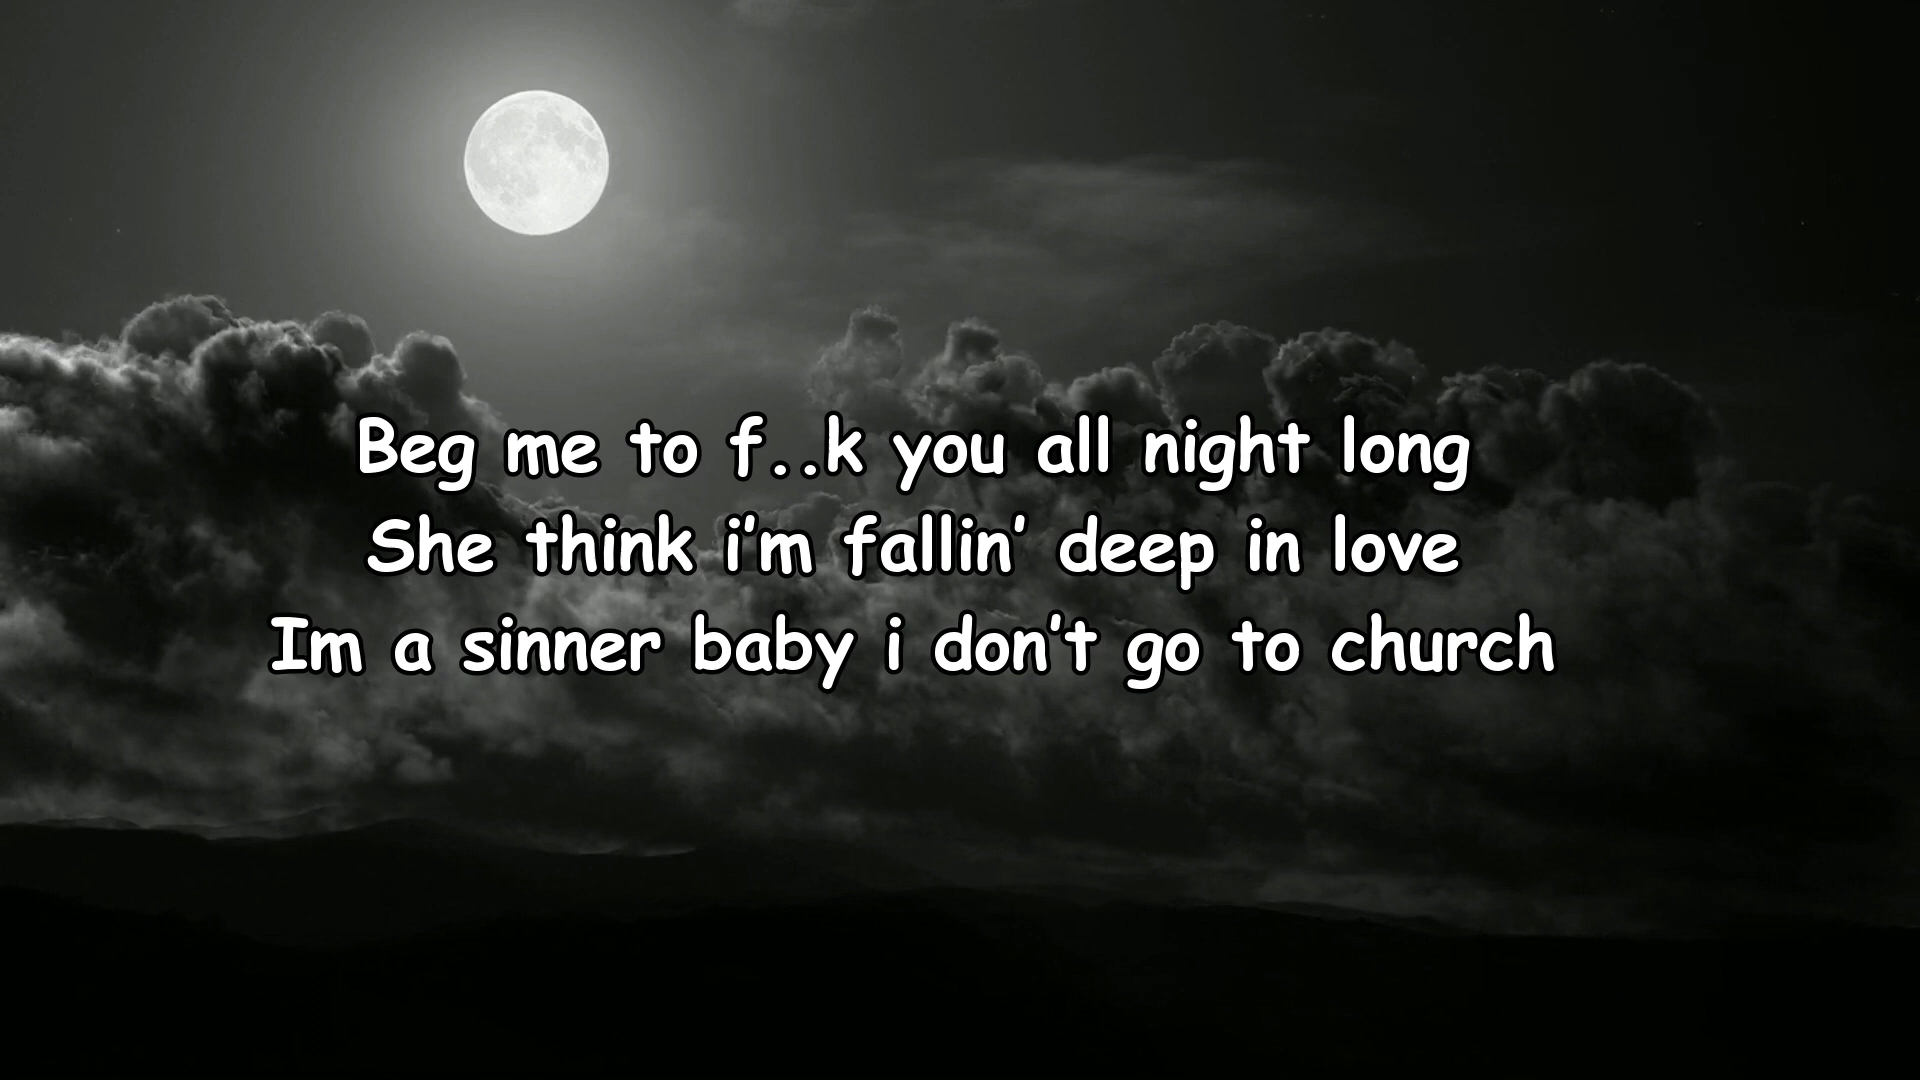 Beg me to f..k you all night long
She think i'm fallin' deep in love
Im a sinner baby i don't go to church